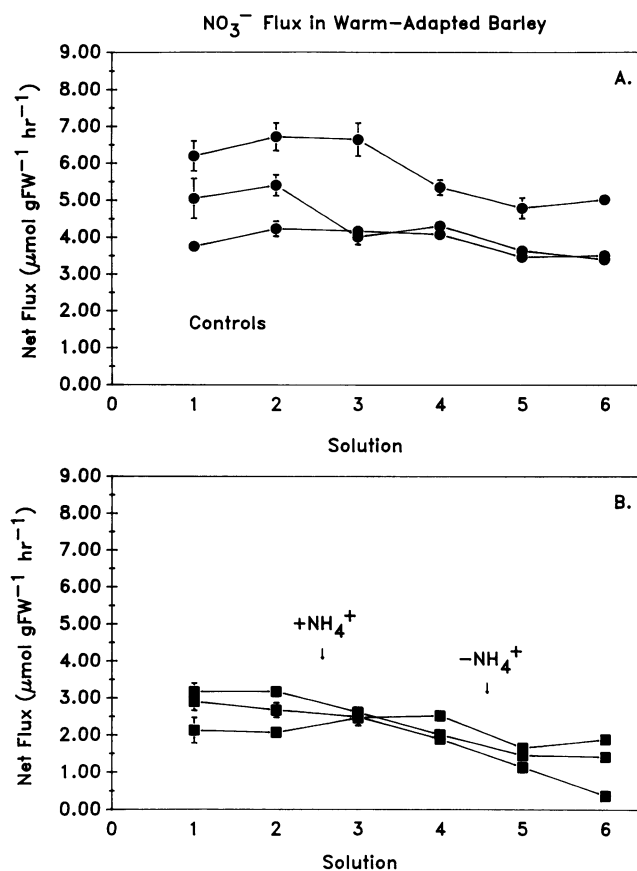 NO₃⁻ Flux in Warm−Adapted Barley
A.
9.00
8.00
7.00
6.00
5.00
4.00
3.00
2.00
1.00
0.00
Net Flux (μmol gFW⁻¹ hr⁻¹)
Controls
0 1 2 3 4 5 6
Solution
B.
9.00
8.00
7.00
6.00
5.00
4.00
3.00
2.00
1.00
0.00
Net Flux (μmol gFW⁻¹ hr⁻¹)
+NH₄⁺
↓
−NH₄⁺
↓
0 1 2 3 4 5 6
Solution